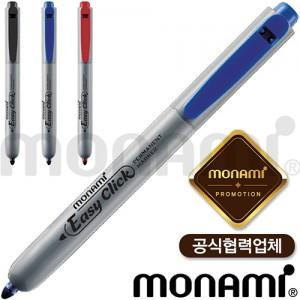 monami
Easy Click
PERMANENT MARKER
monami
PROMOTION
공식협력업체
monami®